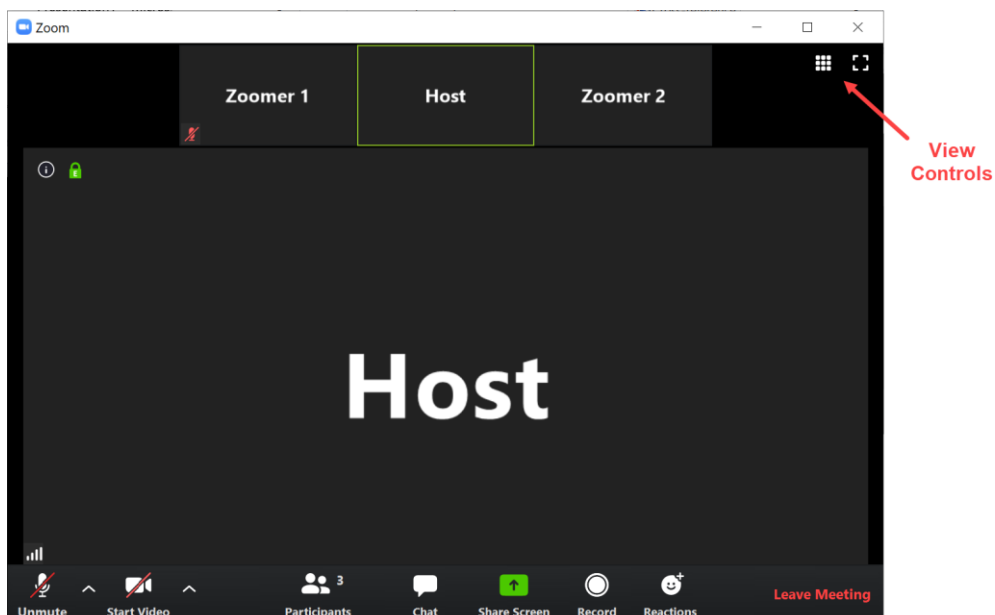 Zoom
Zoomer 1 Host Zoomer 2
View
Controls
E
Host
3
Unmute Start Video Participants Chat Share Screen Record Reactions Leave Meeting